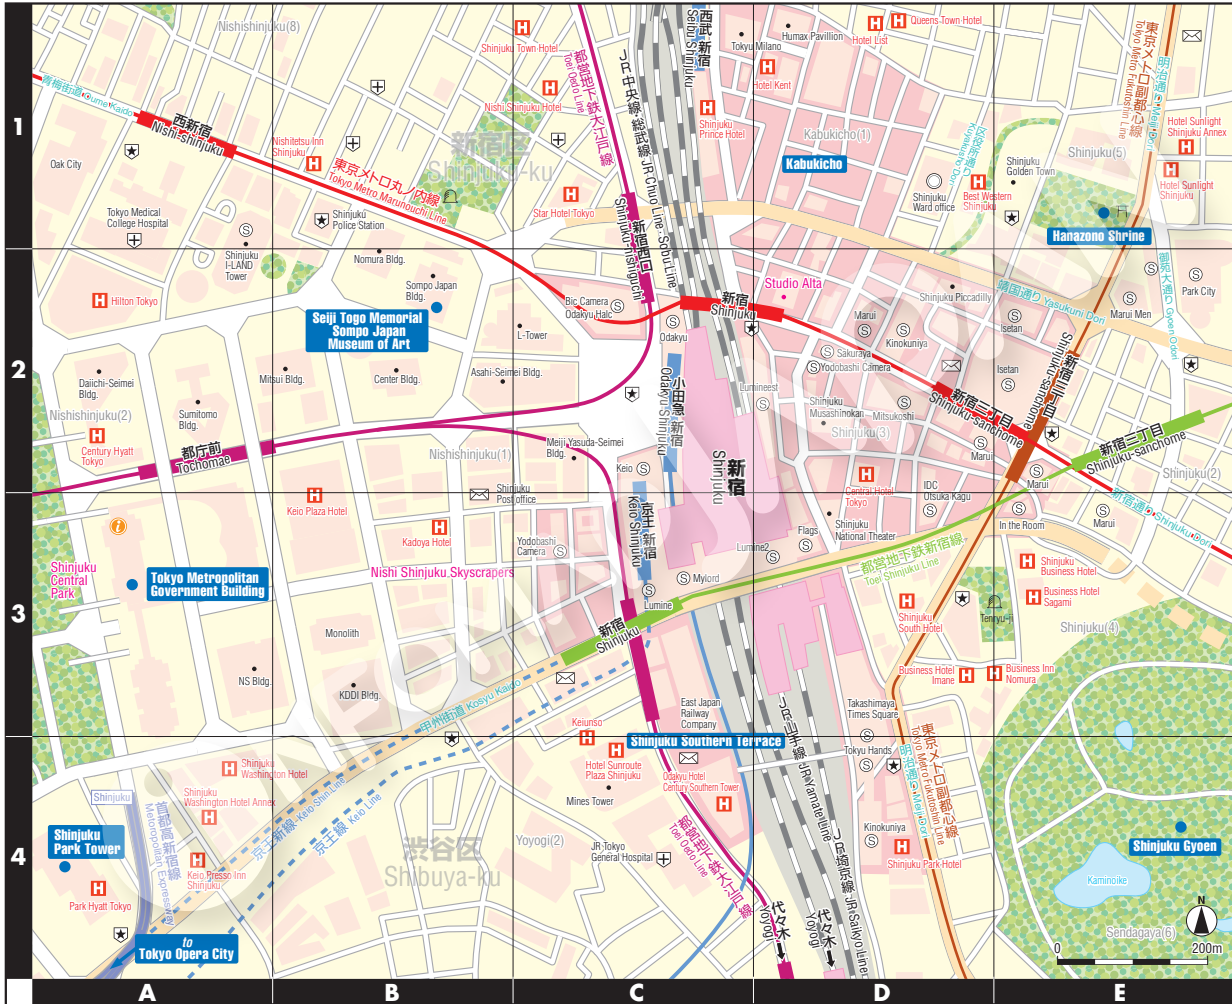 Nishishinjuku(8)
Shinjuku Town Hotel
都営地下鉄大江戸線
Toei Oedo Line
JR中央線・総武線 JR Chuo Line・Sobu Line
西武新宿
Seibu Shinjuku
Humax Pavillion
Tokyu Milano
Hotel List
Queens Town Hotel
Hotel Kent
東京メトロ副都心線
Tokyo Metro Fukutoshin Line
明治通り Meiji Dori
青梅街道 Oume Kaido
西新宿
Nishi-shinjuku
Nishi Shinjuku Hotel
Shinjuku
Prince Hotel
Kabukicho(1)
Kabukicho
区役所通り
Kuyakusho Dori
Hotel Sunlight
Shinjuku Annex
Shinjuku(5)
Hotel Sunlight
Shinjuku
1
Oak City
Nishitetsu Inn
Shinjuku
東京メトロ丸ノ内線
Tokyo Metro Marunouchi Line
新宿区
Shinjuku-ku
Star Hotel Tokyo
Shinjuku
Golden Town
Shinjuku
Ward office
Best Western
Shinjuku
Hanazono Shrine
Tokyo Medical
College Hospital
Shinjuku
Police Station
新宿西口
Shinjuku-nishiguchi
Shinjuku
I-LAND
Tower
Nomura Bldg.
Sompo Japan
Bldg.
Hilton Tokyo
Seiji Togo Memorial
Sompo Japan
Museum of Art
L-Tower
Bic Camera
Odakyu Halc
Odakyu
新宿
Shinjuku
Studio Alta
Shinjuku Piccadilly
靖国通り Yasukuni Dori
御苑大通り Gyoen Odori
Park City
Marui Men
Isetan
Marui
Kinokuniya
Sakuraya
Yodobashi Camera
Isetan
2
Daiichi-Seimei
Bldg.
Mitsui Bldg.
Center Bldg.
Asahi-Seimei Bldg.
小田急新宿
Odakyu Shinjuku
Lumineest
Shinjuku
Musashinokan
Mitsukoshi
Shinjuku(3)
新宿三丁目
Shinjuku-sanchome
新宿三丁目
Shinjuku-sanchome
新宿三丁目
Shinjuku-sanchome
Nishishinjuku(2)
Sumitomo
Bldg.
Century Hyatt
Tokyo
都庁前
Tochomae
Nishishinjuku(1)
Meiji Yasuda-Seimei
Bldg.
Keio
新宿
Shinjuku
Marui
Marui
Shinjuku(2)
Central Hotel
Tokyo
IDC
Otsuka Kagu
In the Room
Marui
新宿通り Shinjuku Dori
Keio Plaza Hotel
Shinjuku
Post office
京王新宿
Keio Shinjuku
Kadoya Hotel
Yodobashi
Camera
Flags
Shinjuku
National Theater
Lumine2
Shinjuku
Central
Park
Tokyo Metropolitan
Government Building
Nishi Shinjuku Skyscrapers
Mylord
Lumine
都営地下鉄新宿線
Toei Shinjuku Line
Shinjuku
Business Hotel
Business Hotel
Sagami
3
Shinjuku
South Hotel
Tenryu-ji
Shinjuku(4)
新宿
Shinjuku
Monolith
NS Bldg.
KDDI Bldg.
甲州街道 Kosyu Kaido
Business Hotel
Imane
Business Inn
Nomura
East Japan
Railway
Company
Takashimaya
Times Square
Keiunso
Shinjuku Southern Terrace
JR山手線 JR Yamate Line
Tokyu Hands
東京メトロ副都心線
Tokyo Metro Fukutoshin Line
明治通り Meiji Dori
Shinjuku
Washington Hotel
Hotel Sunroute
Plaza Shinjuku
Odakyu Hotel
Century Southern Tower
Shinjuku
首都高新宿線
Metoropolitan Expressway
Shinjuku
Washington Hotel Annex
京王新線 Keio Shin Line
京王線 Keio Line
Mines Tower
都営地下鉄大江戸線
Toei Oedo Line
JR埼京線 JR Saikyo Line
Kinokuniya
Shinjuku Gyoen
Shinjuku
Park Tower
4
Keio Presso Inn
Shinjuku
渋谷区
Shibuya-ku
Yoyogi(2)
JR Tokyo
General Hospital
Shinjuku Park Hotel
Kaminoike
Park Hyatt Tokyo
代々木
Yoyogi
代々木
Yoyogi
Sendagaya(6)
N
0 200m
to
Tokyo Opera City
A B C D E